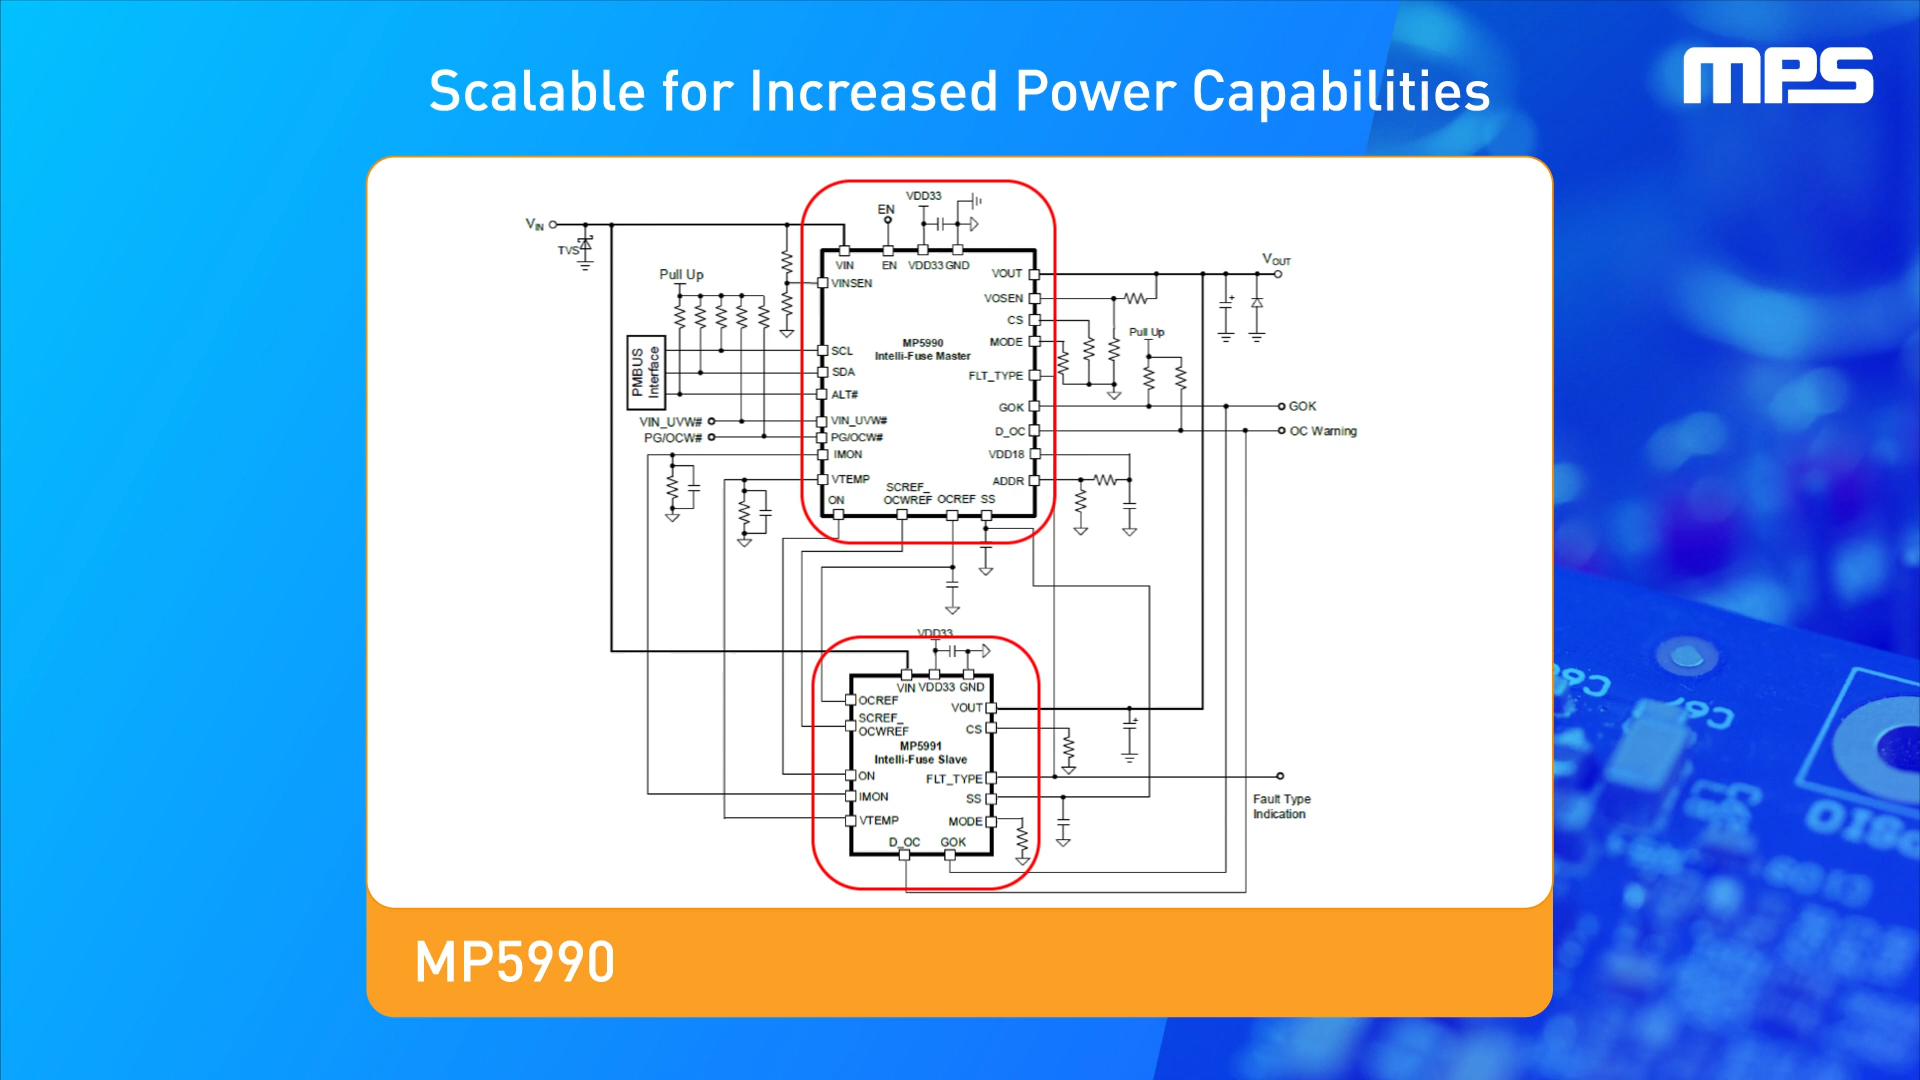 Scalable for Increased Power Capabilities
MPS
VDD33
EN
VIN
TVS
VIN EN VDD33 GND
Pull Up
VINSEN
VOUT
VOUT
VOSEN
CS
Pull Up
MODE
MP5990
Intelli-Fuse Master
PMBUS
Interface
SCL
SDA
ALT#
FLT_TYPE
GOK
GOK
VIN_UVW#
VIN_UVW#
D_OC
OC Warning
PG/OCW#
PG/OCW#
IMON
VDD18
VTEMP
ADDR
ON
SCREF_
OCWREF
OCREF
SS
VDD33
VIN VDD33 GND
OCREF
VOUT
SCREF_
OCWREF
CS
MP5991
Intelli-Fuse Slave
ON
FLT_TYPE
IMON
SS
Fault Type
Indication
VTEMP
MODE
D_OC
GOK
MP5990
C67